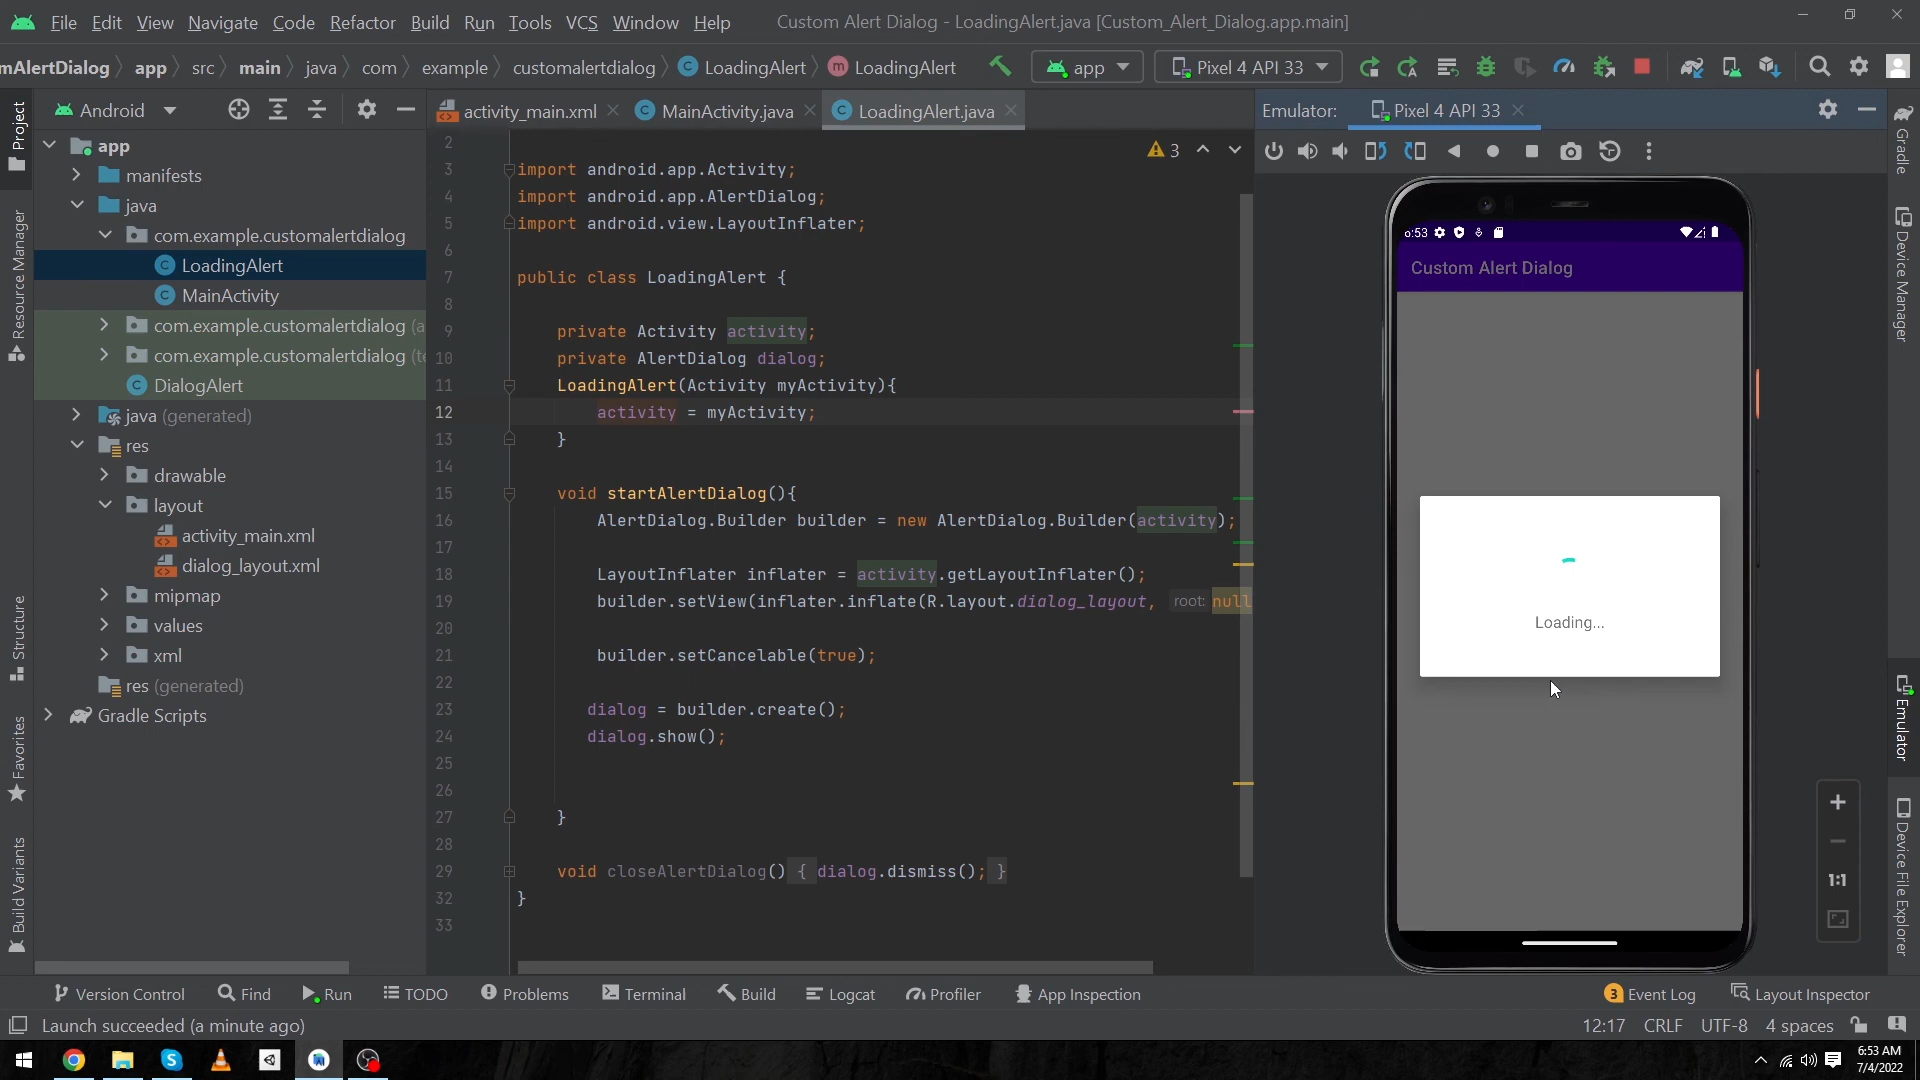 File Edit View Navigate Code Refactor Build Run Tools VCS Window Help Custom Alert Dialog - LoadingAlert.java [Custom_Alert_Dialog.app.main]
mAlertDialog app src main java com example customalertdialog LoadingAlert LoadingAlert app Pixel 4 API 33
Android
activity_main.xml MainActivity.java LoadingAlert.java
Emulator: Pixel 4 API 33
Project
Resource Manager
Structure
Favorites
Build Variants
app
manifests
java
com.example.customalertdialog
LoadingAlert
MainActivity
com.example.customalertdialog (a
com.example.customalertdialog (te
DialogAlert
java (generated)
res
drawable
layout
activity_main.xml
dialog_layout.xml
mipmap
values
xml
res (generated)
Gradle Scripts
3
2
3 import android.app.Activity;
4 import android.app.AlertDialog;
5 import android.view.LayoutInflater;
6
7 public class LoadingAlert {
8
9 private Activity activity;
10 private AlertDialog dialog;
11 LoadingAlert(Activity myActivity){
12 activity = myActivity;
13 }
14
15 void startAlertDialog(){
16 AlertDialog.Builder builder = new AlertDialog.Builder(activity);
17
18 LayoutInflater inflater = activity.getLayoutInflater();
19 builder.setView(inflater.inflate(R.layout.dialog_layout, root: null
20
21 builder.setCancelable(true);
22
23 dialog = builder.create();
24 dialog.show();
25
26
27 }
28
29 void closeAlertDialog() { dialog.dismiss(); }
32 }
33
6:53
Custom Alert Dialog
Loading...
1:1
Gradle
Device Manager
Emulator
Device File Explorer
Version Control Find Run TODO Problems Terminal Build Logcat Profiler App Inspection 3 Event Log Layout Inspector
Launch succeeded (a minute ago) 12:17 CRLF UTF-8 4 spaces
6:53 AM
7/4/2022